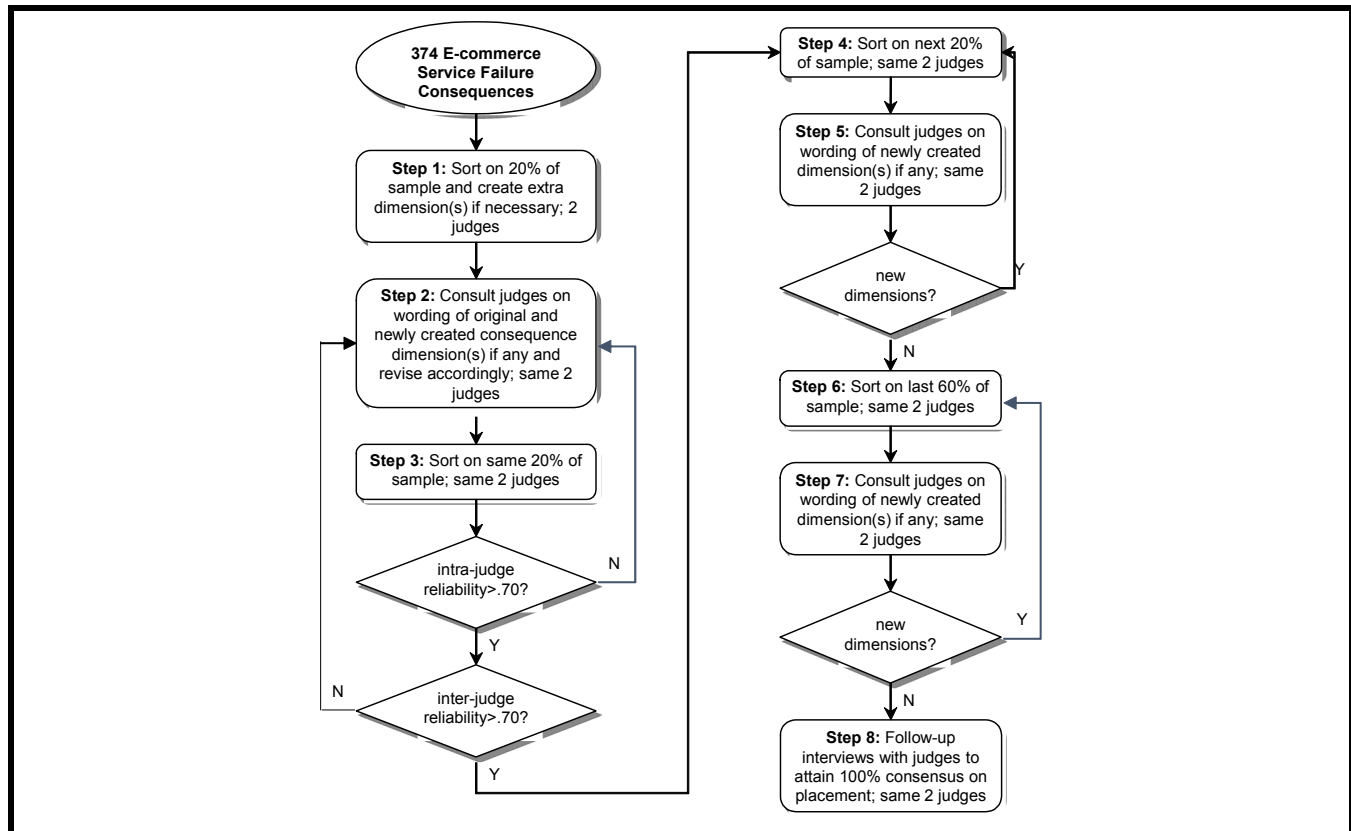 374 E-commerce
Service Failure
Consequences
Step 1: Sort on 20% of
sample and create extra
dimension(s) if necessary; 2
judges
Step 2: Consult judges on
wording of original and
newly created consequence
dimension(s) if any and
revise accordingly; same 2
judges
Step 3: Sort on same 20% of
sample; same 2 judges
intra-judge
reliability>.70?
N
Y
inter-judge
reliability>.70?
N
Y
Step 4: Sort on next 20%
of sample; same 2 judges
Step 5: Consult judges on
wording of newly created
dimension(s) if any; same
2 judges
new
dimensions?
Y
N
Step 6: Sort on last 60% of
sample; same 2 judges
Step 7: Consult judges on
wording of newly created
dimension(s) if any; same
2 judges
new
dimensions?
Y
N
Step 8: Follow-up
interviews with judges to
attain 100% consensus on
placement; same 2 judges